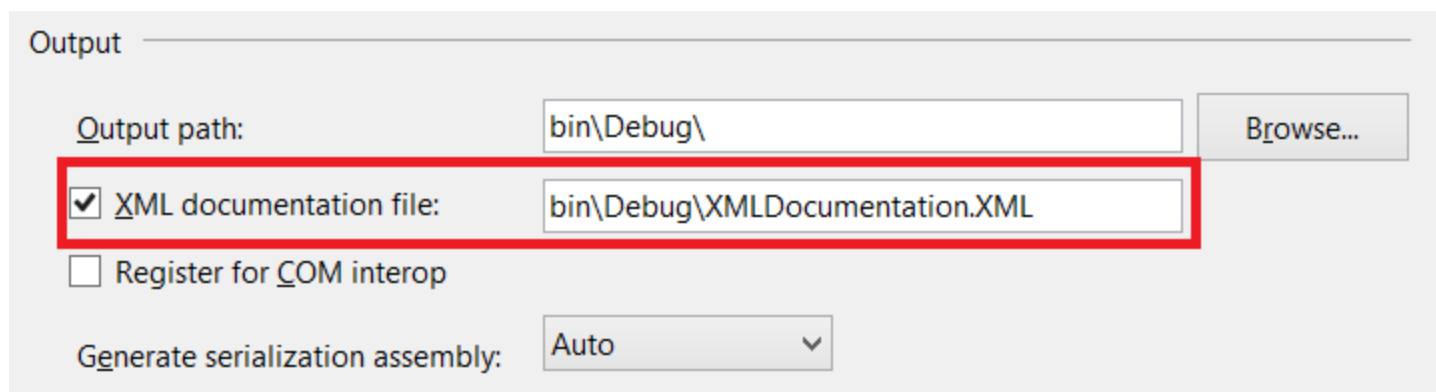 Output
Output path: bin\Debug\ Browse...
XML documentation file: bin\Debug\XMLDocumentation.XML
Register for COM interop
Generate serialization assembly: Auto